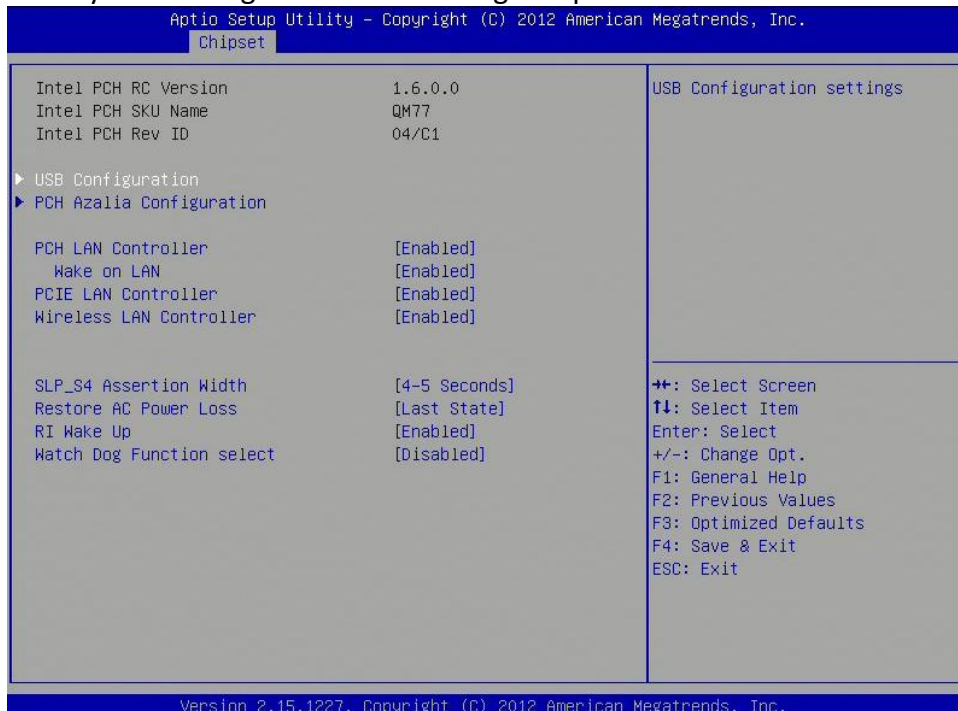 Aptio Setup Utility – Copyright (C) 2012 American Megatrends, Inc.
Chipset
Intel PCH RC Version 1.6.0.0
Intel PCH SKU Name QM77
Intel PCH Rev ID 04/C1
USB Configuration
PCH Azalia Configuration
PCH LAN Controller [Enabled]
Wake on LAN [Enabled]
PCIE LAN Controller [Enabled]
Wireless LAN Controller [Enabled]
SLP_S4 Assertion Width [4-5 Seconds]
Restore AC Power Loss [Last State]
RI Wake Up [Enabled]
Watch Dog Function select [Disabled]
USB Configuration settings
→←: Select Screen
↑↓: Select Item
Enter: Select
+/-: Change Opt.
F1: General Help
F2: Previous Values
F3: Optimized Defaults
F4: Save & Exit
ESC: Exit
Version 2.15.1227. Copyright (C) 2012 American Megatrends, Inc.